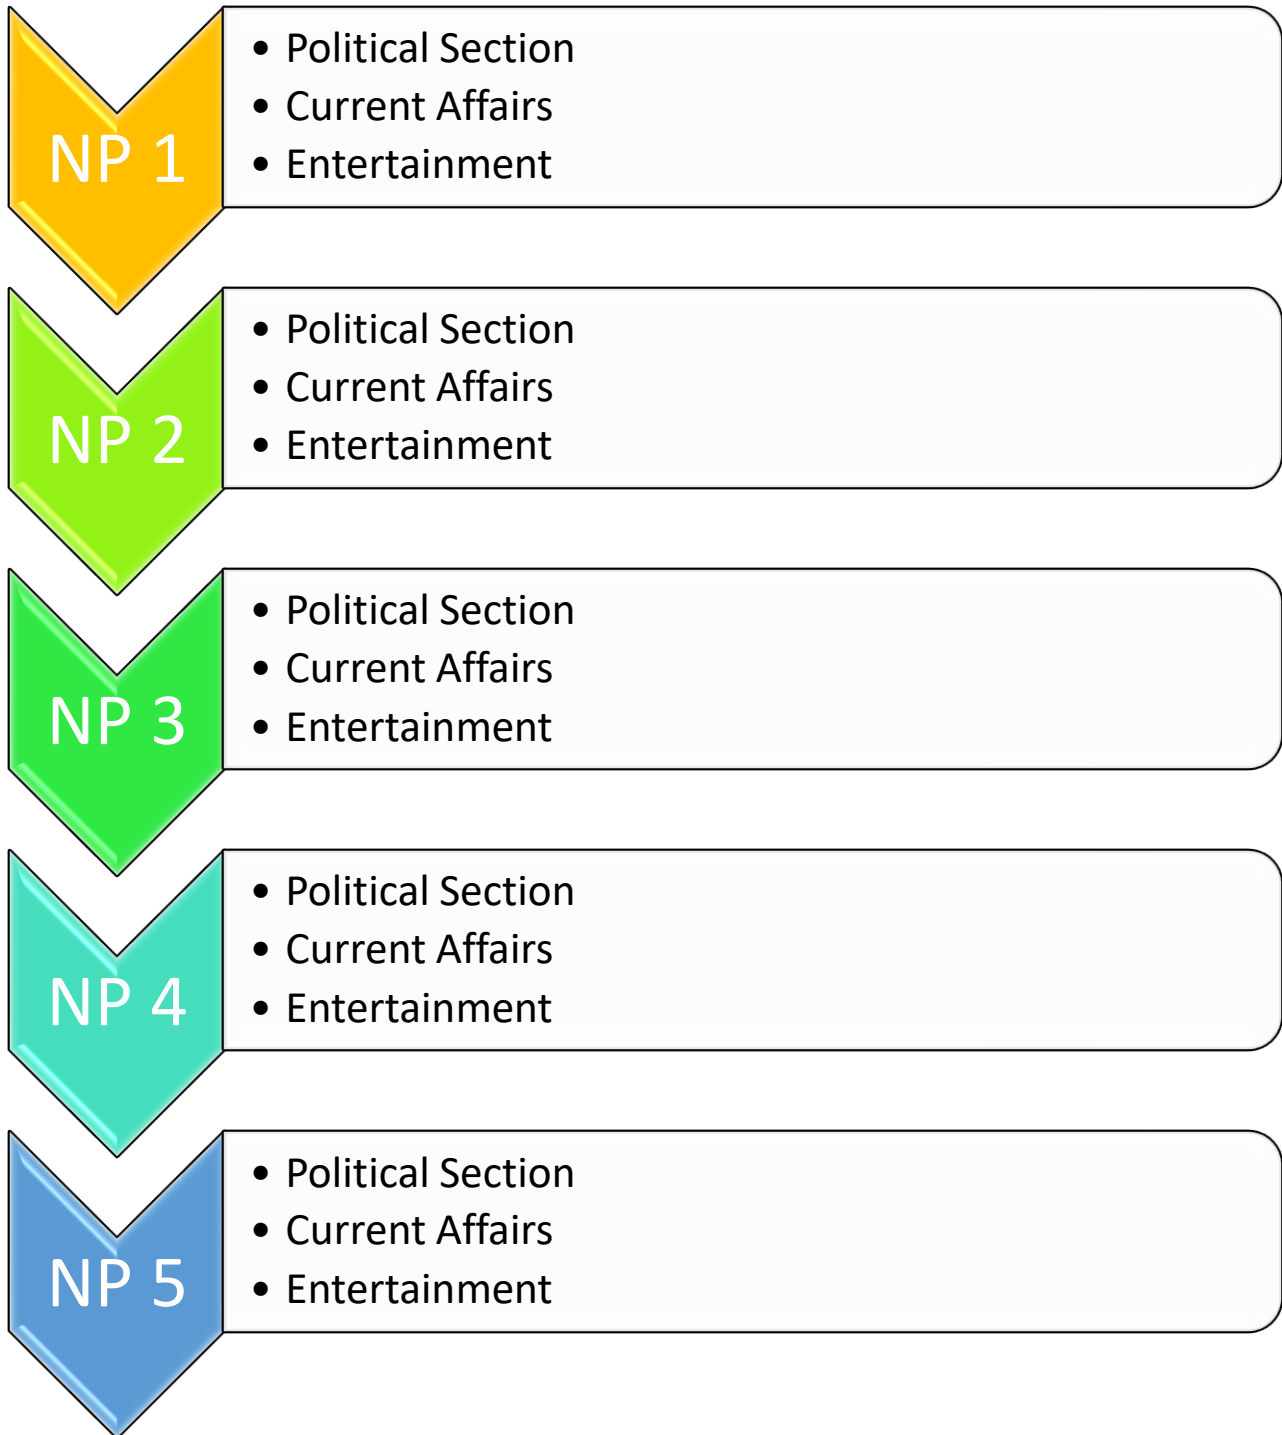 NP 1
• Political Section
• Current Affairs
• Entertainment
NP 2
• Political Section
• Current Affairs
• Entertainment
NP 3
• Political Section
• Current Affairs
• Entertainment
NP 4
• Political Section
• Current Affairs
• Entertainment
NP 5
• Political Section
• Current Affairs
• Entertainment